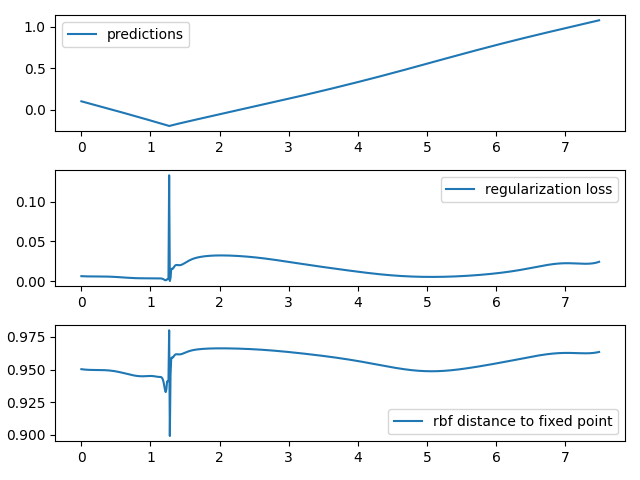 1.0
0.5
0.0
predictions
0 1 2 3 4 5 6 7
0.10
0.05
0.00
regularization loss
0 1 2 3 4 5 6 7
0.975
0.950
0.925
0.900
rbf distance to fixed point
0 1 2 3 4 5 6 7